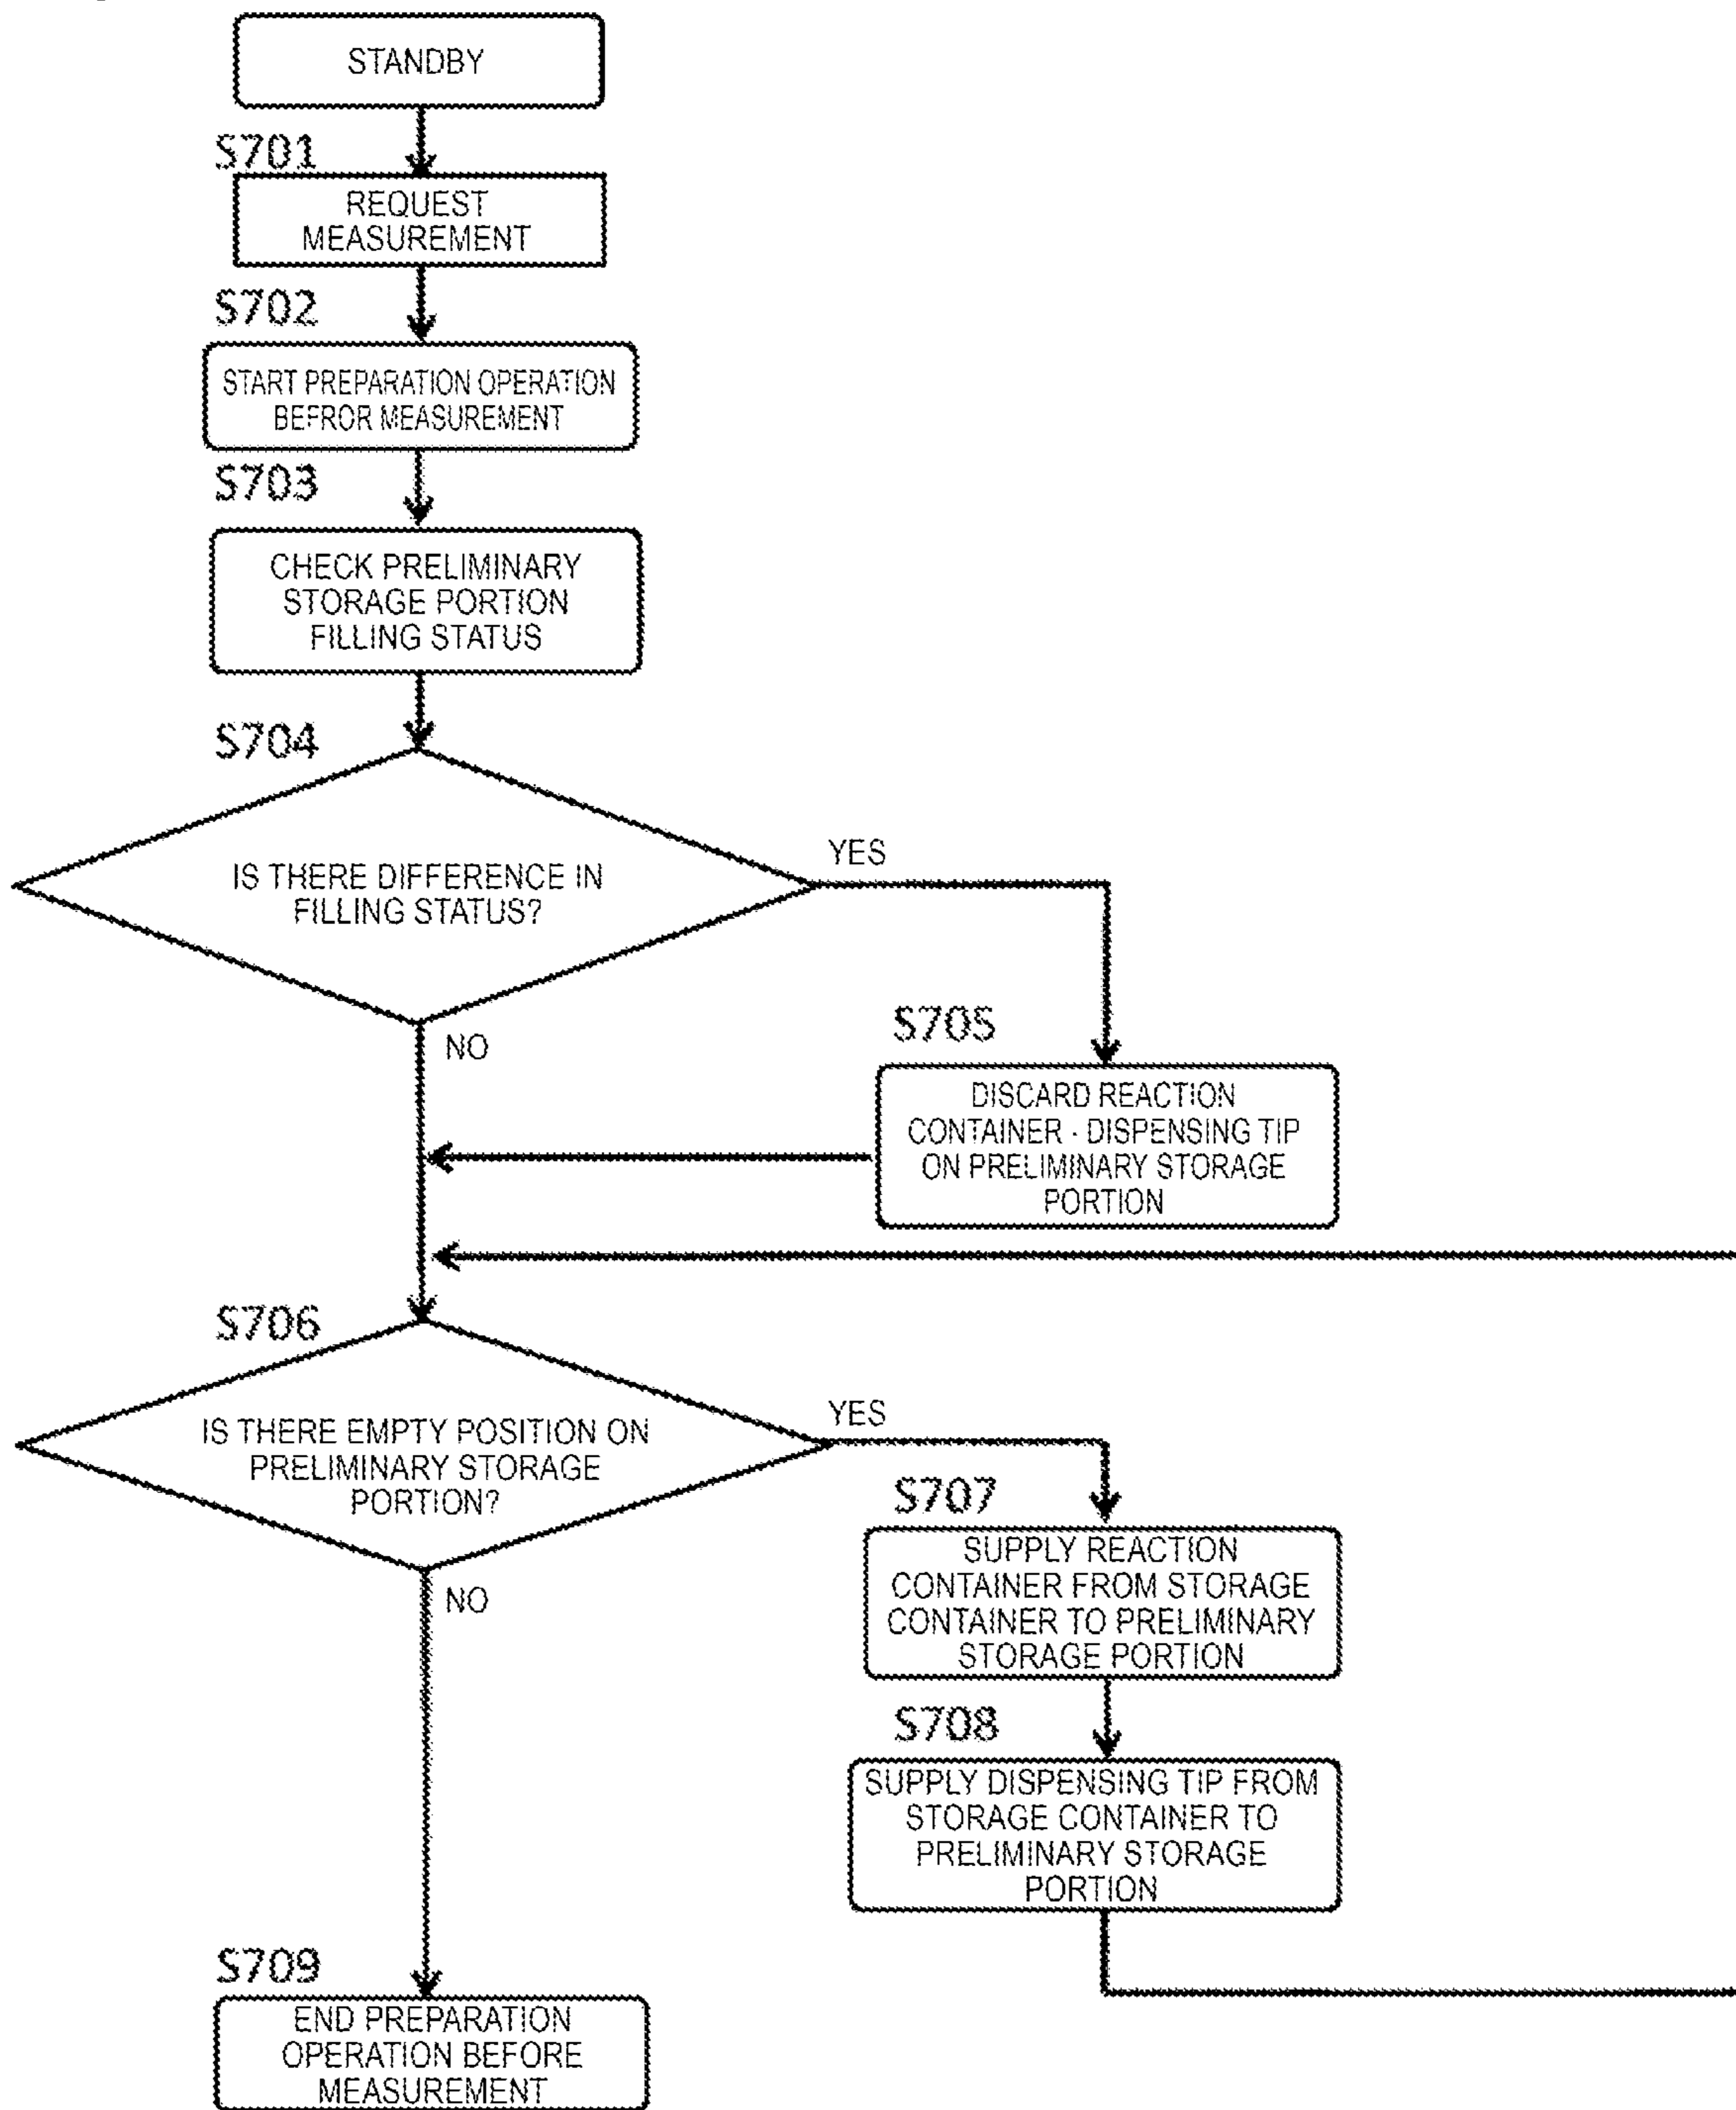 STANDBY
S701
REQUEST
MEASUREMENT
S702
START PREPARATION OPERATION
BEFROR MEASUREMENT
S703
CHECK PRELIMINARY
STORAGE PORTION
FILLING STATUS
S704
IS THERE DIFFERENCE IN
FILLING STATUS?
YES
NO
S705
DISCARD REACTION
CONTAINER - DISPENSING TIP
ON PRELIMINARY STORAGE
PORTION
S706
IS THERE EMPTY POSITION ON
PRELIMINARY STORAGE
PORTION?
YES
NO
S707
SUPPLY REACTION
CONTAINER FROM STORAGE
CONTAINER TO PRELIMINARY
STORAGE PORTION
S708
SUPPLY DISPENSING TIP FROM
STORAGE CONTAINER TO
PRELIMINARY STORAGE
PORTION
S709
END PREPARATION
OPERATION BEFORE
MEASUREMENT